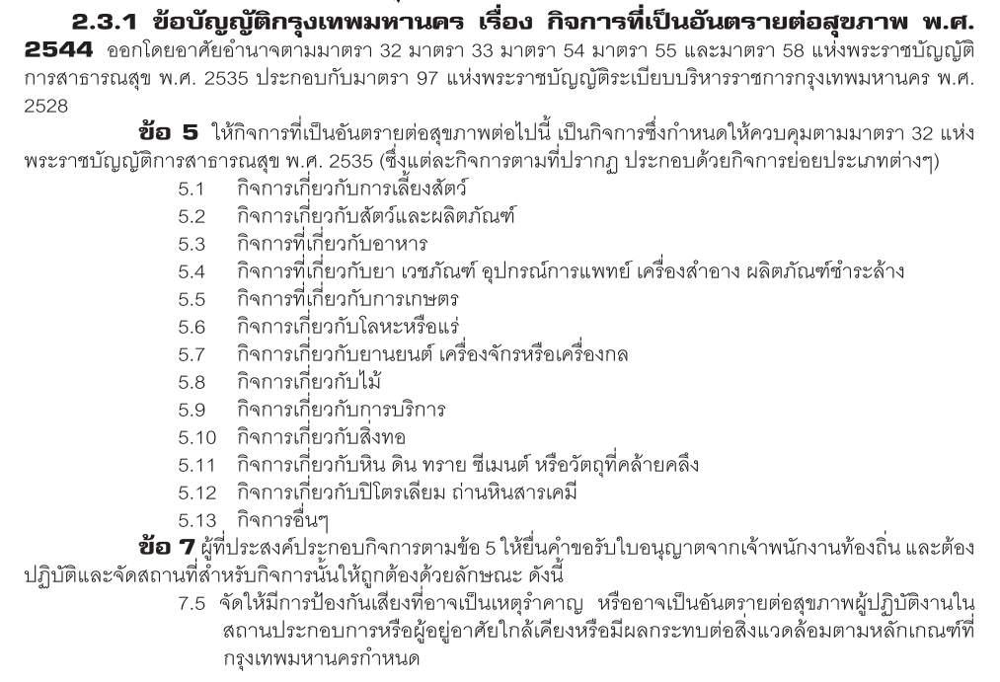 2.3.1 ข้อบัญญัติกรุงเทพมหานคร เรื่อง กิจการที่เป็นอันตรายต่อสุขภาพ พ.ศ.
2544 ออกโดยอาศัยอำนาจตามมาตรา 32 มาตรา 33 มาตรา 54 มาตรา 55 และมาตรา 58 แห่งพระราชบัญญัติ
การสาธารณสุข พ.ศ. 2535 ประกอบกับมาตรา 97 แห่งพระราชบัญญัติระเบียบบริหารราชการกรุงเทพมหานคร พ.ศ.
2528
ข้อ 5 ให้กิจการที่เป็นอันตรายต่อสุขภาพต่อไปนี้ เป็นกิจการซึ่งกำหนดให้ควบคุมตามมาตรา 32 แห่ง
พระราชบัญญัติการสาธารณสุข พ.ศ. 2535 (ซึ่งแต่ละกิจการตามที่ปรากฏ ประกอบด้วยกิจการย่อยประเภทต่างๆ)
5.1 กิจการเกี่ยวกับการเลี้ยงสัตว์
5.2 กิจการเกี่ยวกับสัตว์และผลิตภัณฑ์
5.3 กิจการที่เกี่ยวกับอาหาร
5.4 กิจการที่เกี่ยวกับยา เวชภัณฑ์ อุปกรณ์การแพทย์ เครื่องสำอาง ผลิตภัณฑ์ชำระล้าง
5.5 กิจการที่เกี่ยวกับการเกษตร
5.6 กิจการเกี่ยวกับโลหะหรือแร่
5.7 กิจการเกี่ยวกับยานยนต์ เครื่องจักรหรือเครื่องกล
5.8 กิจการเกี่ยวกับไม้
5.9 กิจการเกี่ยวกับการบริการ
5.10 กิจการเกี่ยวกับสิ่งทอ
5.11 กิจการเกี่ยวกับหิน ดิน ทราย ซีเมนต์ หรือวัตถุที่คล้ายคลึง
5.12 กิจการเกี่ยวกับปิโตรเลียม ถ่านหินสารเคมี
5.13 กิจการอื่นๆ
ข้อ 7 ผู้ที่ประสงค์ประกอบกิจการตามข้อ 5 ให้ยื่นคำขอรับใบอนุญาตจากเจ้าพนักงานท้องถิ่น และต้อง
ปฏิบัติและจัดสถานที่สำหรับกิจการนั้นให้ถูกต้องด้วยลักษณะ ดังนี้
7.5 จัดให้มีการป้องกันเสียงที่อาจเป็นเหตุรำคาญ หรืออาจเป็นอันตรายต่อสุขภาพผู้ปฏิบัติงานใน
สถานประกอบการหรือผู้อยู่อาศัยใกล้เคียงหรือมีผลกระทบต่อสิ่งแวดล้อมตามหลักเกณฑ์ที่
กรุงเทพมหานครกำหนด